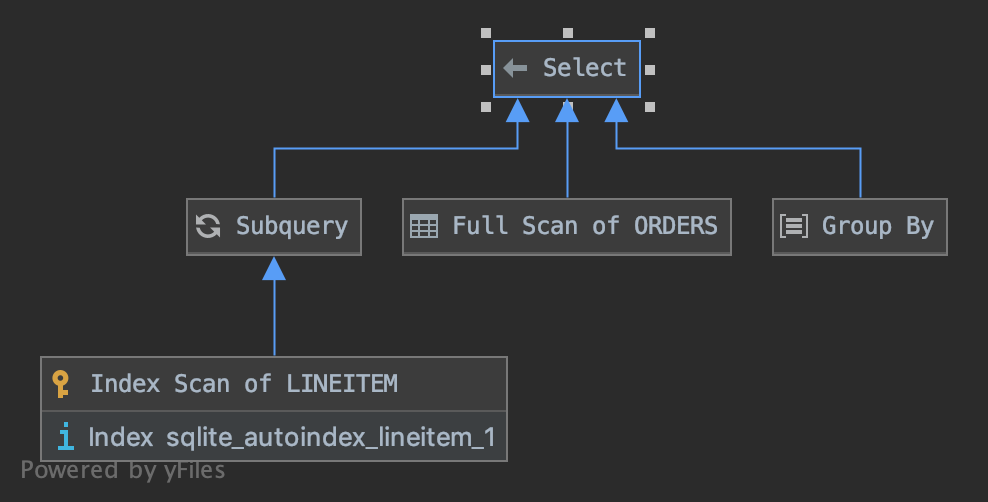 Select
Subquery
Full Scan of ORDERS
Group By
Index Scan of LINEITEM
Index sqlite_autoindex_lineitem_1
Powered by yFiles